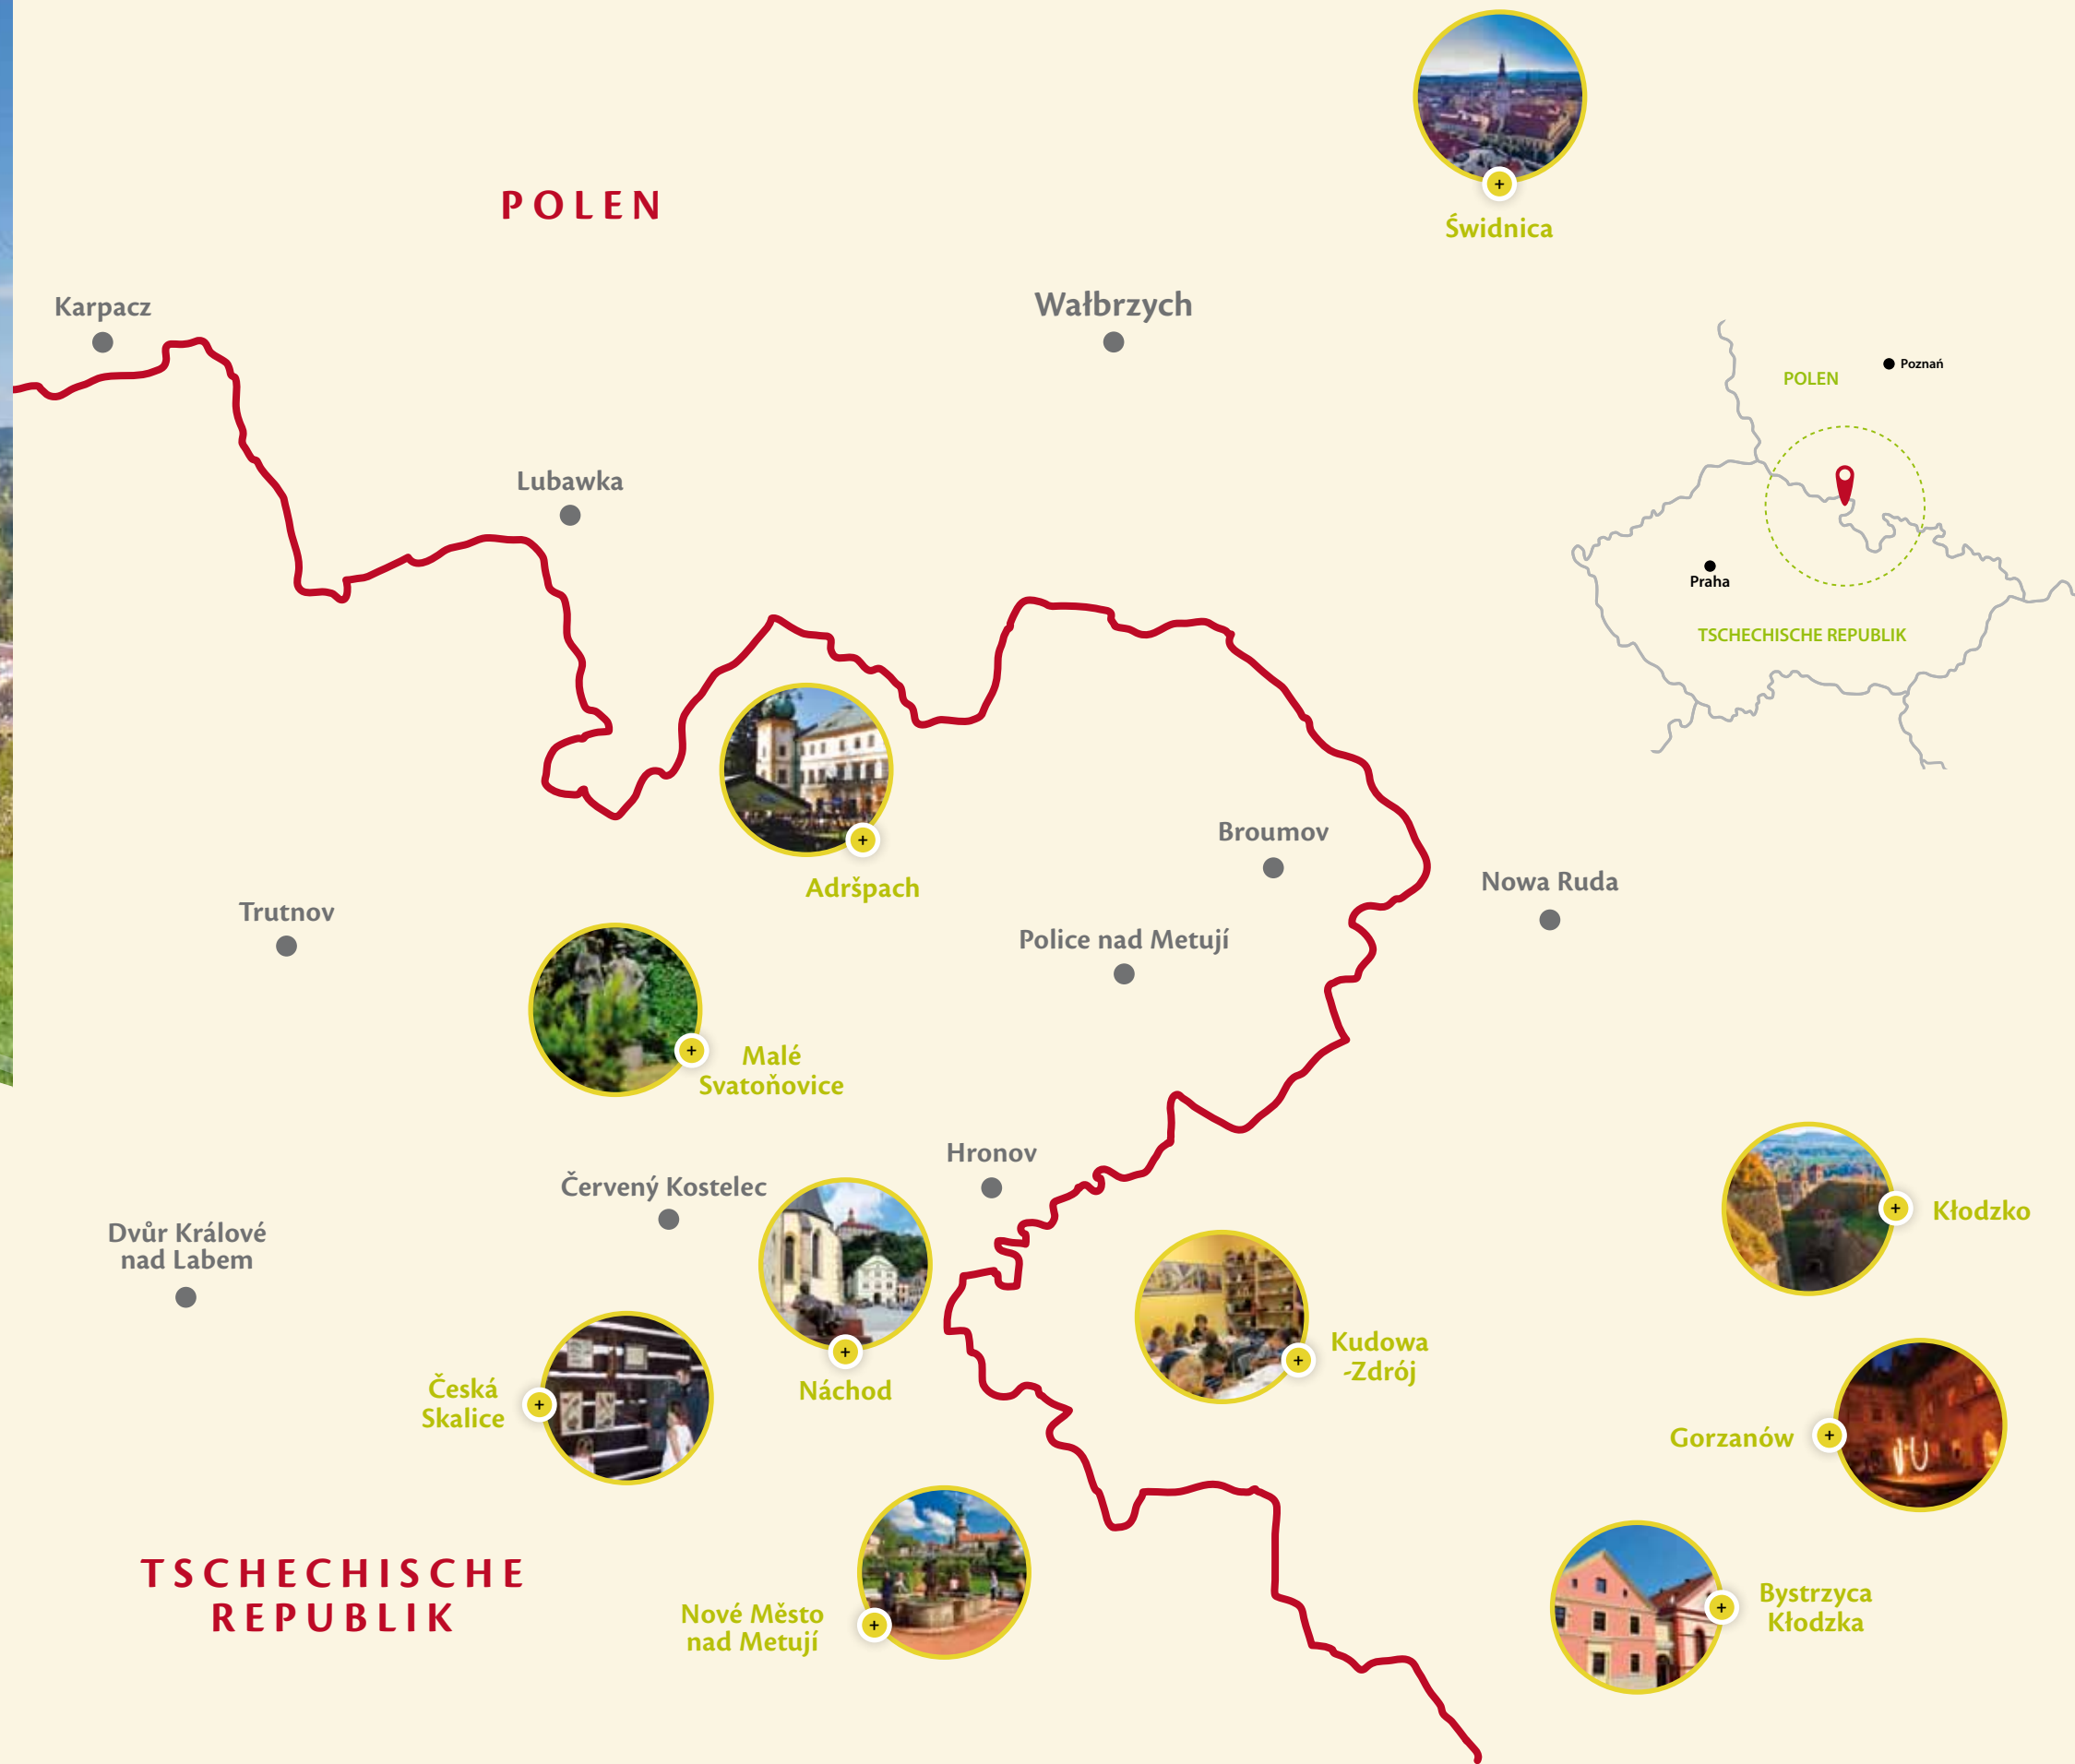 POLEN
Świdnica
Karpacz
Wałbrzych
Poznań
POLEN
Lubawka
Praha
TSCHECHISCHE REPUBLIK
Broumov
Nowa Ruda
Adršpach
Trutnov
Police nad Metují
Malé
Svatoňovice
Hronov
Červený Kostelec
Kłodzko
Dvůr Králové
nad Labem
Kudowa
-Zdrój
Náchod
Česká
Skalice
Gorzanów
TSCHECHISCHE
REPUBLIK
Nové Město
nad Metují
Bystrzyca
Kłodzka